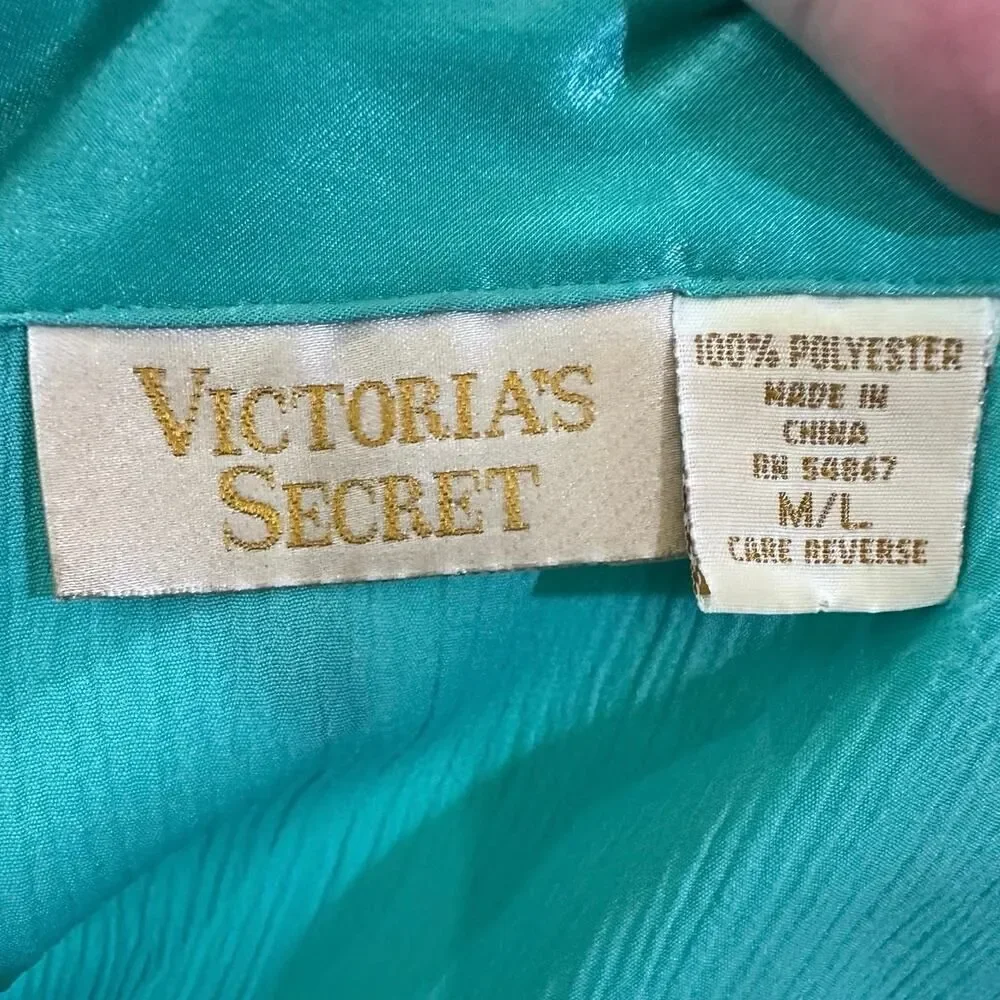 VICTORIA'S
SECRET
100% POLYESTER
MADE IN
CHINA
RN 54867
M/L
CARE REVERSE